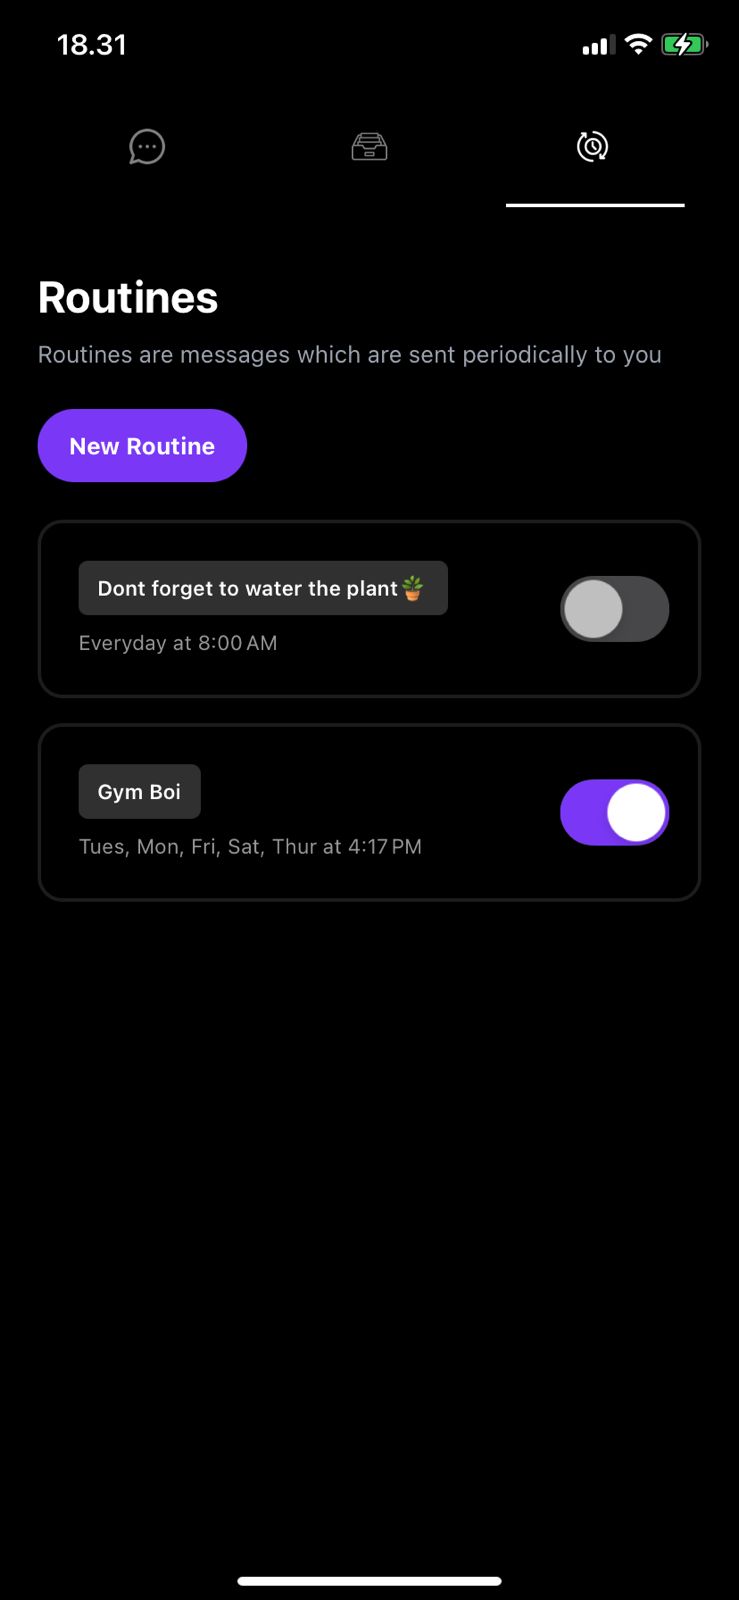 18.31
Routines
Routines are messages which are sent periodically to you
New Routine
Dont forget to water the plant🪴
Everyday at 8:00 AM
Gym Boi
Tues, Mon, Fri, Sat, Thur at 4:17 PM